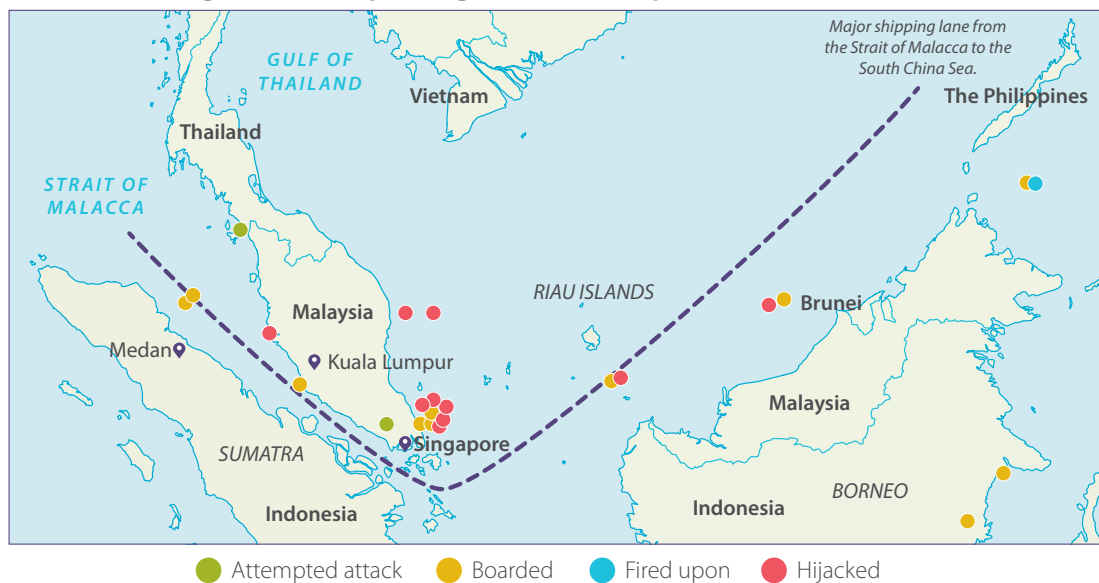 Major shipping lane from
the Strait of Malacca to the
South China Sea.
GULF OF
THAILAND
Vietnam
The Philippines
Thailand
STRAIT OF
MALACCA
RIAU ISLANDS
Brunei
Malaysia
Medan
Kuala Lumpur
Malaysia
Singapore
SUMATRA
BORNEO
Indonesia
Indonesia
Attempted attack
Boarded
Fired upon
Hijacked